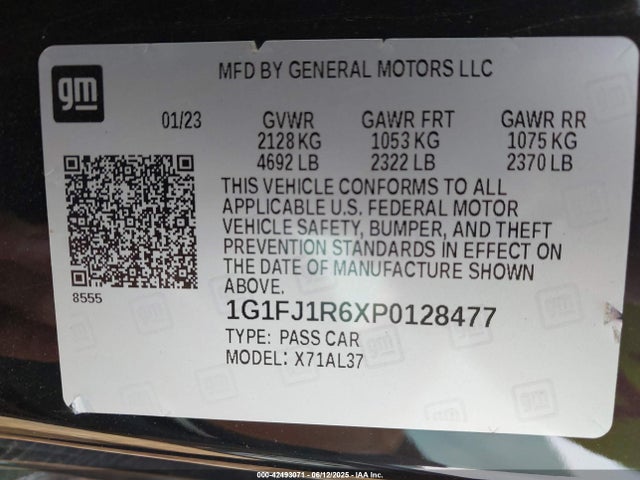 gm
MFD BY GENERAL MOTORS LLC
01/23 GVWR GAWR FRT GAWR RR
2128 KG 1053 KG 1075 KG
4692 LB 2322 LB 2370 LB
THIS VEHICLE CONFORMS TO ALL
APPLICABLE U.S. FEDERAL MOTOR
VEHICLE SAFETY, BUMPER, AND THEFT
PREVENTION STANDARDS IN EFFECT ON
THE DATE OF MANUFACTURE SHOWN
ABOVE.
8555
1G1FJ1R6XP0128477
TYPE: PASS CAR
MODEL: X71AL37
gm
000-42493071 - 06/12/2025 - IAA Inc.